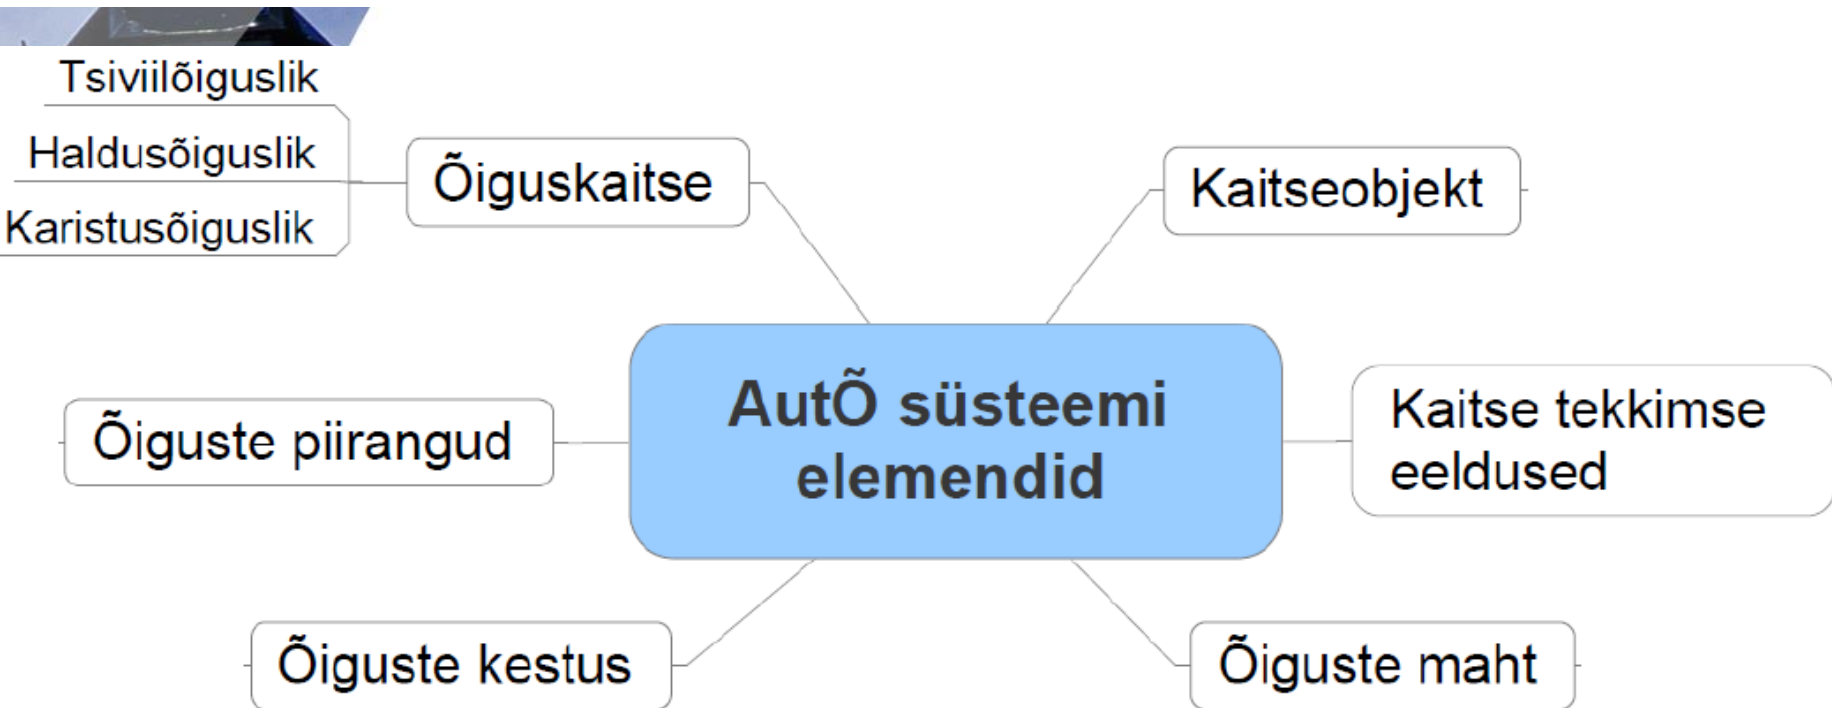 Tsiviilõiguslik
Haldusõiguslik
Karistusõiguslik
Õiguskaitse
Kaitseobjekt
AutÕ süsteemi
elemendid
Õiguste piirangud
Kaitse tekkimse
eeldused
Õiguste kestus
Õiguste maht